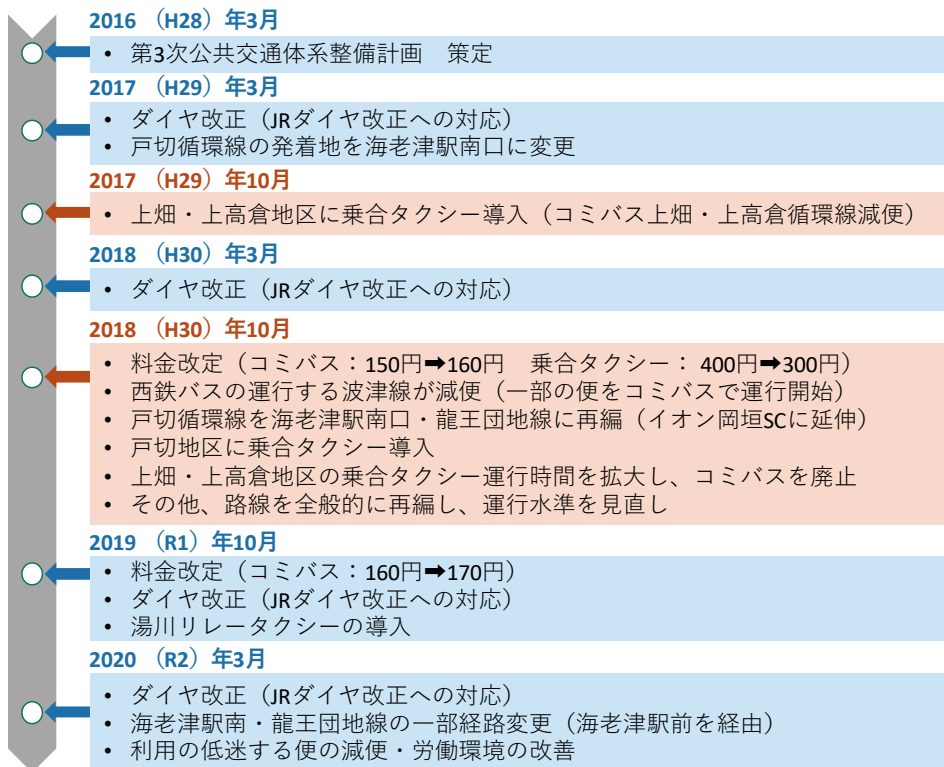 2016 （H28）年3月
• 第3次公共交通体系整備計画　策定
2017 （H29）年3月
• ダイヤ改正（JRダイヤ改正への対応）
• 戸切循環線の発着地を海老津駅南口に変更
2017 （H29）年10月
• 上畑・上高倉地区に乗合タクシー導入（コミバス上畑・上高倉循環線減便）
2018 （H30）年3月
• ダイヤ改正（JRダイヤ改正への対応）
2018 （H30）年10月
• 料金改定（コミバス：150円➡160円　乗合タクシー： 400円➡300円）
• 西鉄バスの運行する波津線が減便（一部の便をコミバスで運行開始）
• 戸切循環線を海老津駅南口・龍王団地線に再編（イオン岡垣SCに延伸）
• 戸切地区に乗合タクシー導入
• 上畑・上高倉地区の乗合タクシー運行時間を拡大し、コミバスを廃止
• その他、路線を全般的に再編し、運行水準を見直し
2019 （R1）年10月
• 料金改定（コミバス：160円➡170円）
• ダイヤ改正（JRダイヤ改正への対応）
• 湯川リレータクシーの導入
2020 （R2）年3月
• ダイヤ改正（JRダイヤ改正への対応）
• 海老津駅南・龍王団地線の一部経路変更（海老津駅前を経由）
• 利用の低迷する便の減便・労働環境の改善